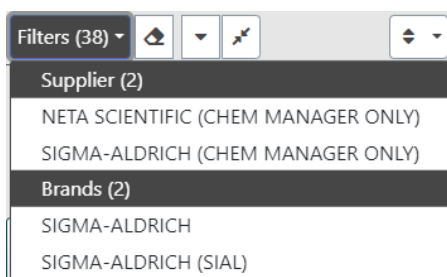 Filters (38)
Supplier (2)
NETA SCIENTIFIC (CHEM MANAGER ONLY)
SIGMA-ALDRICH (CHEM MANAGER ONLY)
Brands (2)
SIGMA-ALDRICH
SIGMA-ALDRICH (SIAL)